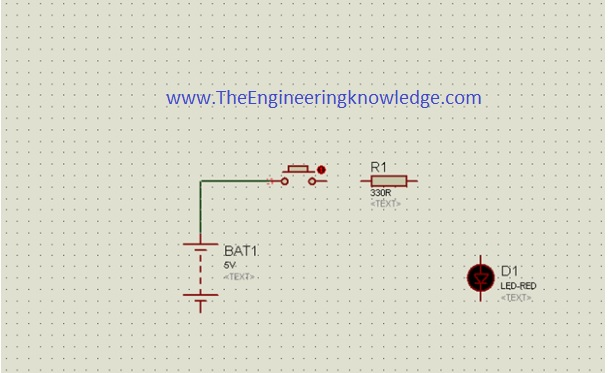 www.TheEngineeringknowledge.com
R1
330R
<TEXT>
BAT1
5V
<TEXT>
D1
LED-RED
<TEXT>